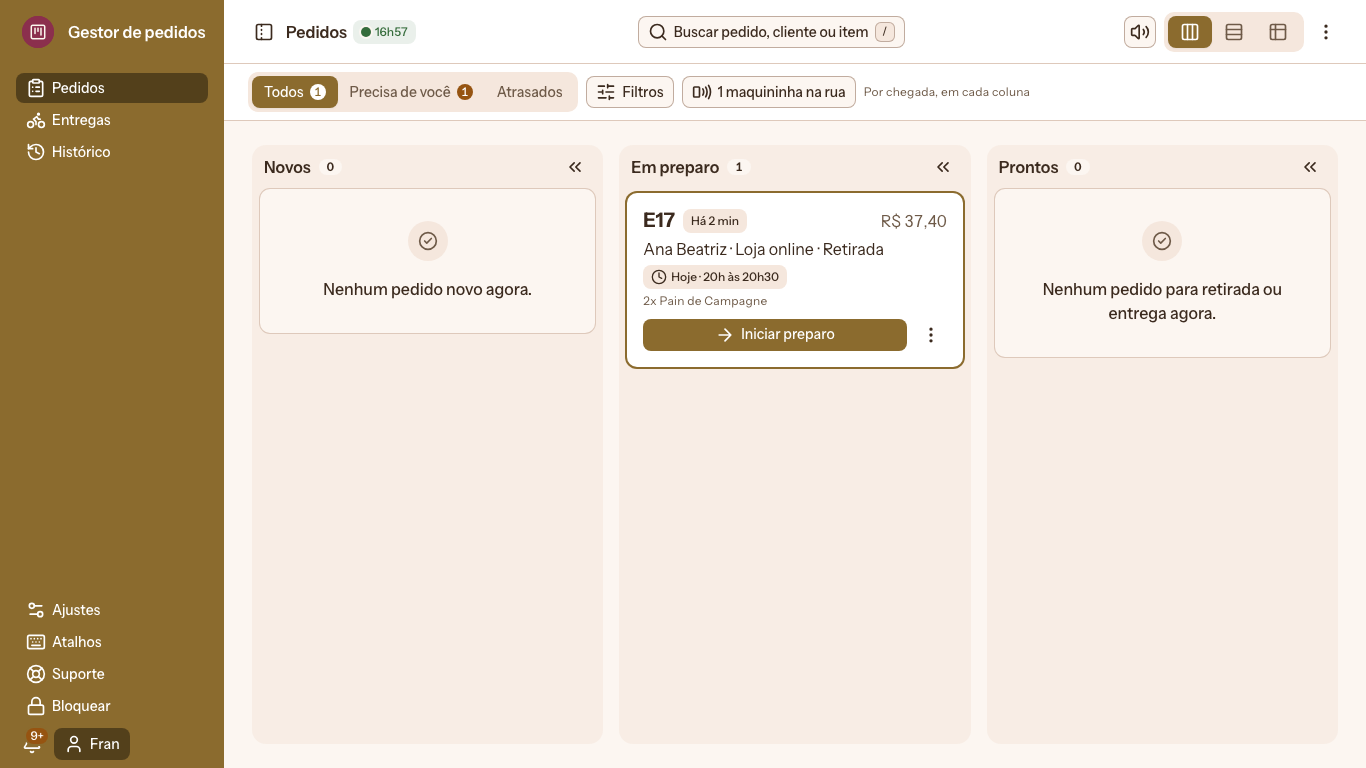 Gestor de pedidos
Pedidos
Entregas
Histórico
Ajustes
Atalhos
Suporte
Bloquear
9+
Fran
Pedidos
16h57
Buscar pedido, cliente ou item /
Todos 1
Precisa de você 1
Atrasados
Filtros
1 maquininha na rua
Por chegada, em cada coluna
Novos 0
Nenhum pedido novo agora.
Em preparo 1
E17 Há 2 min R$ 37,40
Ana Beatriz · Loja online · Retirada
Hoje · 20h às 20h30
2x Pain de Campagne
Iniciar preparo
Prontos 0
Nenhum pedido para retirada ou
entrega agora.